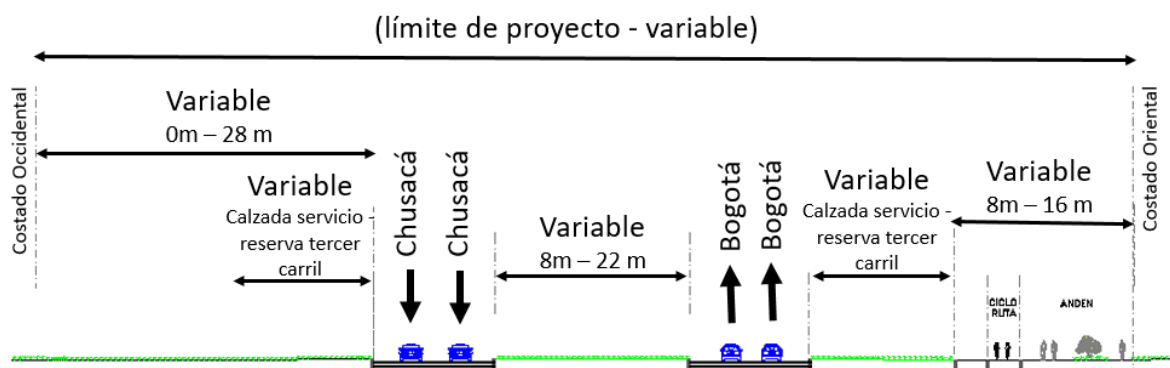 (límite de proyecto - variable)
Costado Occidental
Variable
0m – 28 m
Variable
Calzada servicio -
reserva tercer
carril
Chusacá
Chusacá
Variable
8m – 22 m
Bogotá
Bogotá
Variable
Calzada servicio -
reserva tercer
carril
Variable
8m – 16 m
Costado Oriental
CICLO
RUTA
ANDEN